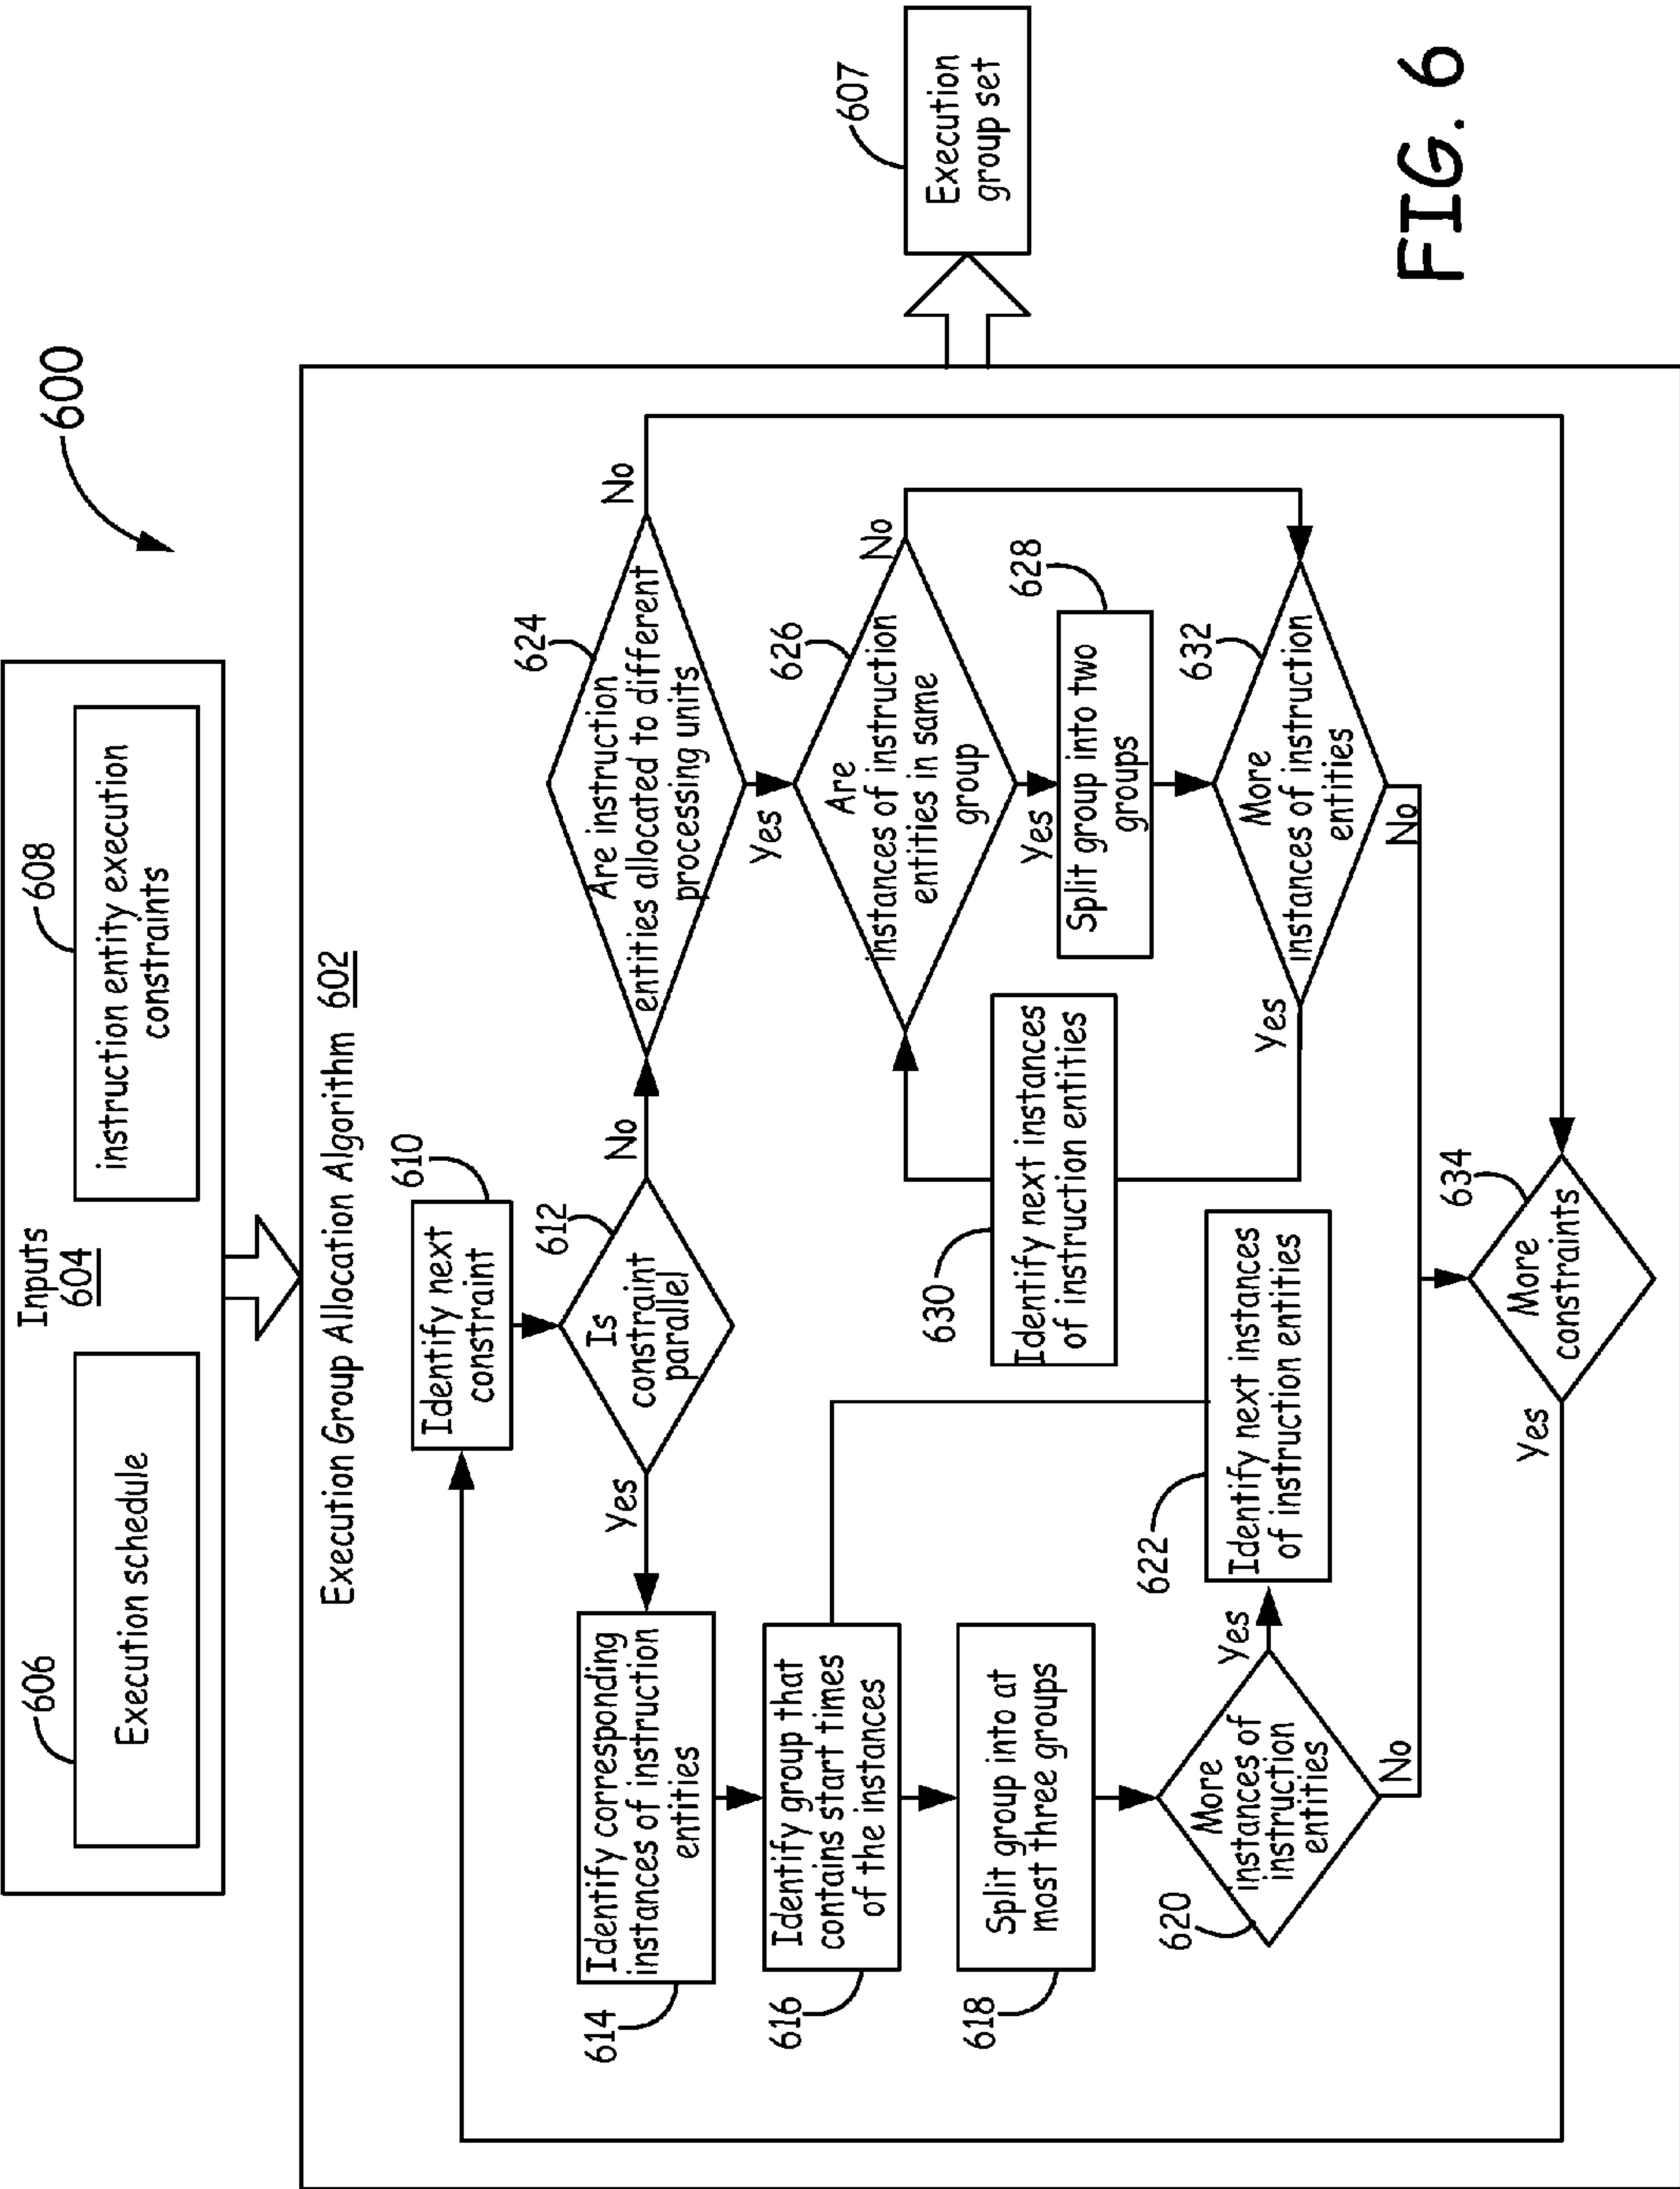 600
Inputs
604
606
Execution schedule
608
instruction entity execution
constraints
Execution Group Allocation Algorithm 602
610
Identify next
constraint
612
Is
constraint
parallel
Yes
No
614
Identify corresponding
instances of instruction
entities
616
Identify group that
contains start times
of the instances
618
Split group into at
most three groups
620
More
instances of
instruction
entities
Yes
No
622
Identify next instances
of instruction entities
624
Are instruction
entities allocated to different
processing units
No
Yes
626
Are
instances of instruction
entities in same
group
No
Yes
628
Split group into two
groups
630
Identify next instances
of instruction entities
632
More
instances of instruction
entities
Yes
No
634
More
constraints
Yes
607
Execution
group set
FIG. 6